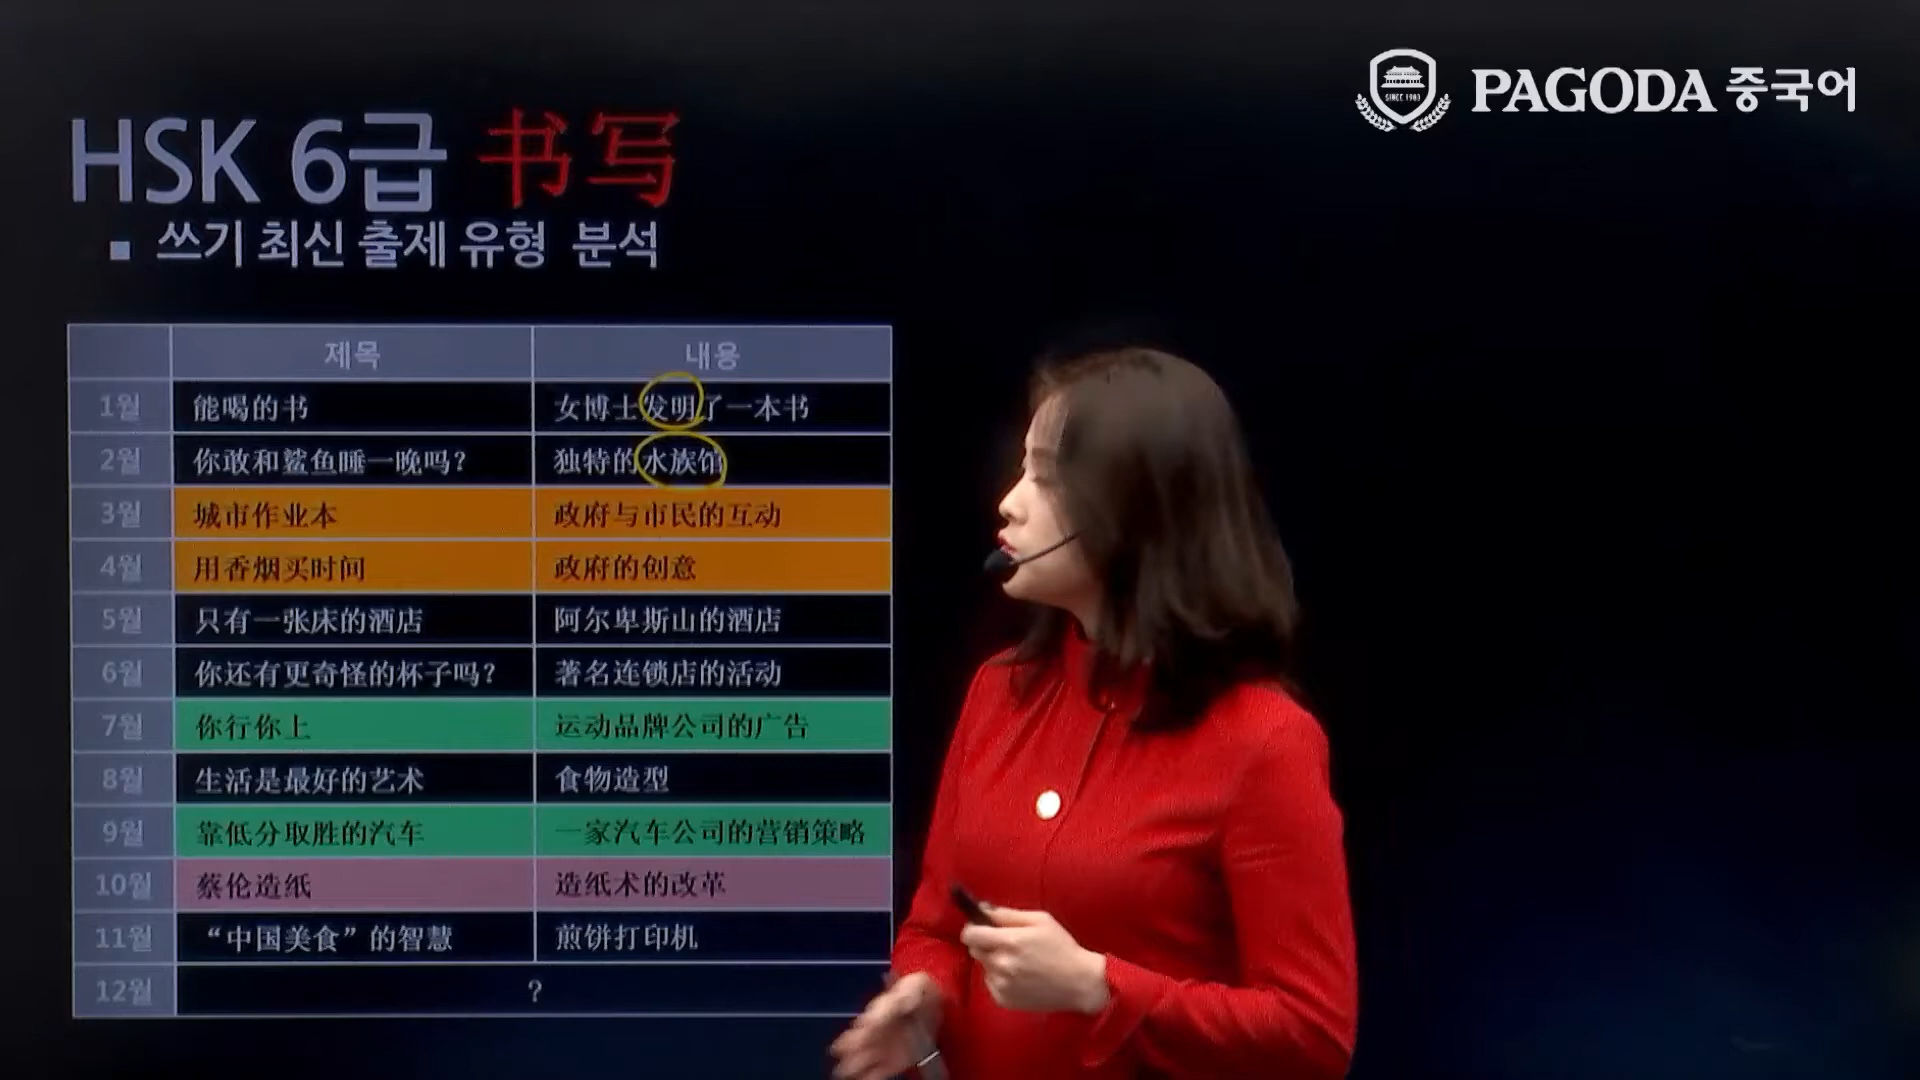 SINCE 1983
PAGODA 중국어
HSK 6급 书写
▪ 쓰기 최신 출제 유형 분석
제목 내용
1월 能喝的书 女博士发明了一本书
2월 你敢和鲨鱼睡一晚吗? 独特的水族馆
3월 城市作业本 政府与市民的互动
4월 用香烟买时间 政府的创意
5월 只有一张床的酒店 阿尔卑斯山的酒店
6월 你还有更奇怪的杯子吗? 著名连锁店的活动
7월 你行你上 运动品牌公司的广告
8월 生活是最好的艺术 食物造型
9월 靠低分取胜的汽车 一家汽车公司的营销策略
10월 蔡伦造纸 造纸术的改革
11월 “中国美食”的智慧 煎饼打印机
12월 ?